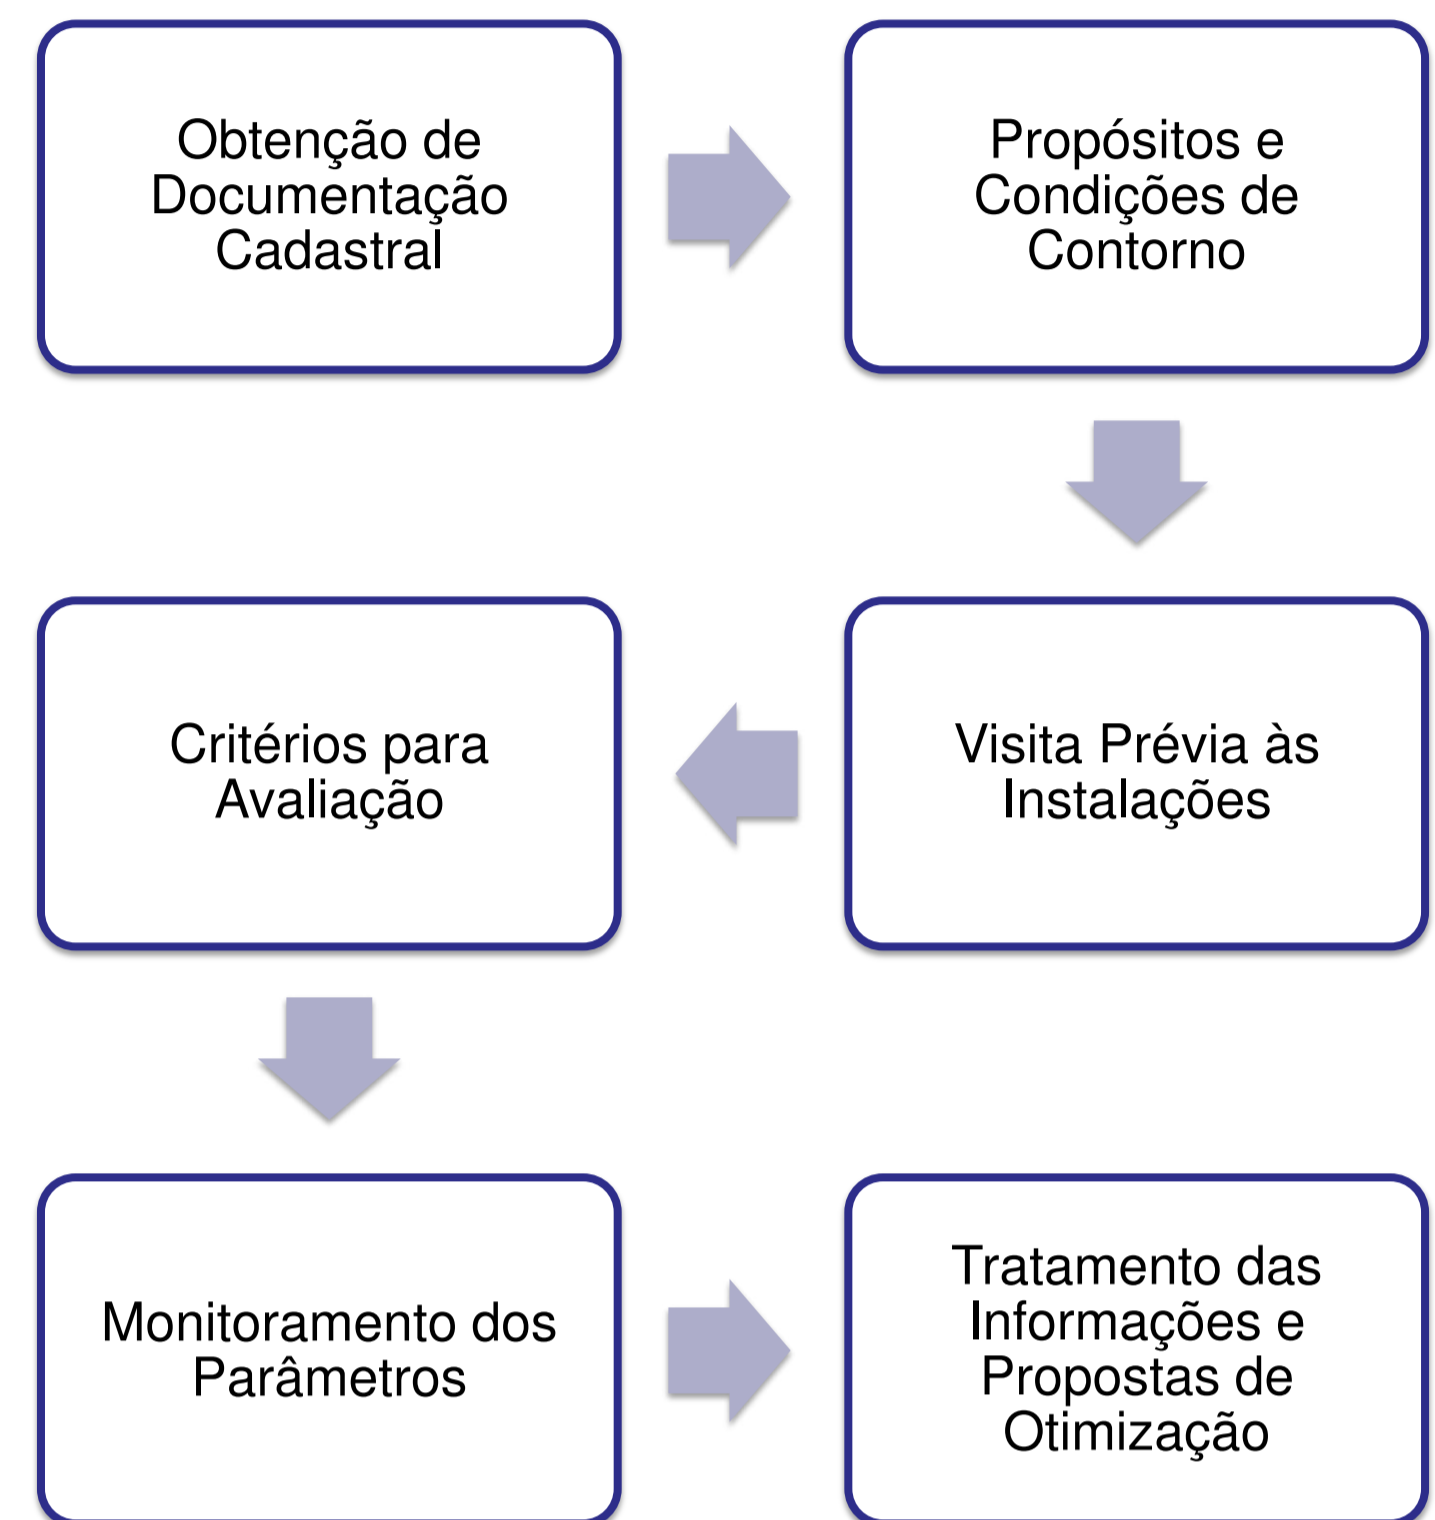 Obtenção de
Documentação
Cadastral
Propósitos e
Condições de
Contorno
Visita Prévia às
Instalações
Critérios para
Avaliação
Monitoramento dos
Parâmetros
Tratamento das
Informações e
Propostas de
Otimização